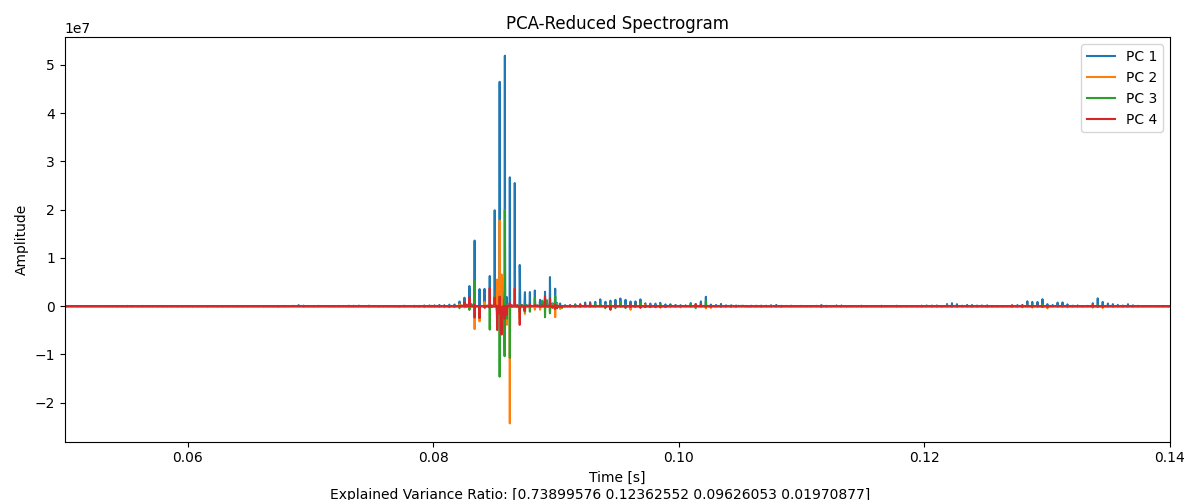 PCA-Reduced Spectrogram
1e7
Amplitude
5
4
3
2
1
0
−1
−2
PC 1
PC 2
PC 3
PC 4
0.06
0.08
0.10
0.12
0.14
Time [s]
Explained Variance Ratio: [0.73899576 0.12362552 0.09626053 0.01970877]